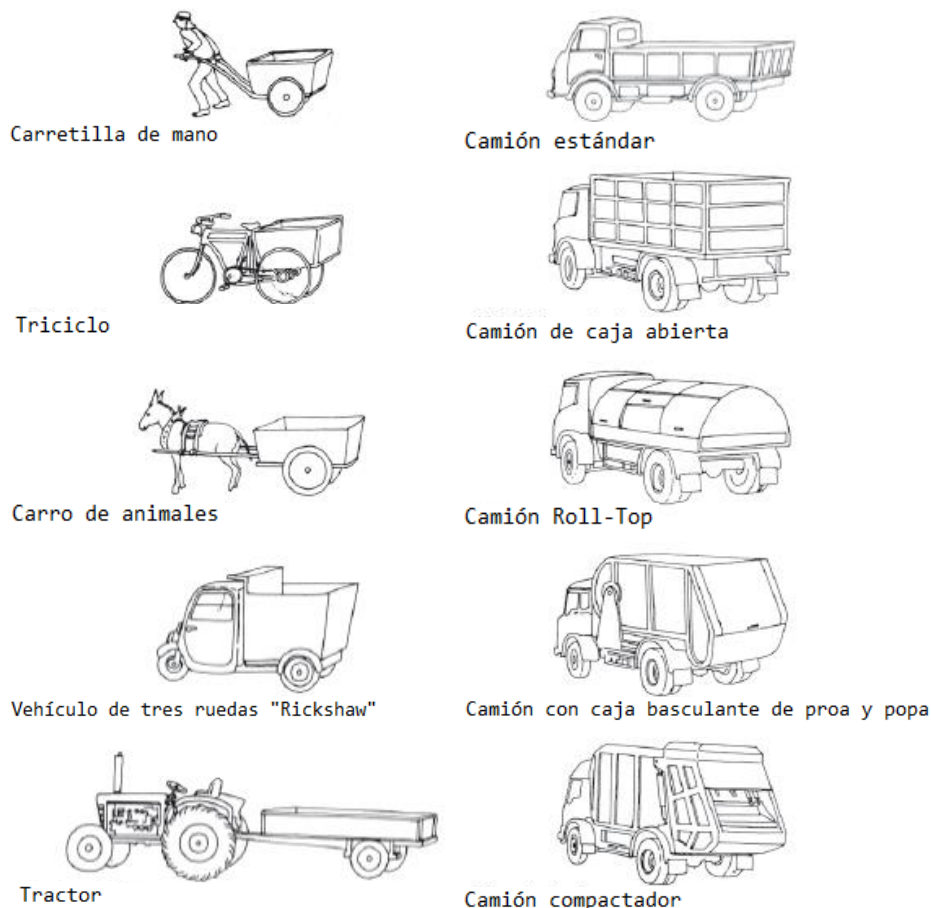 Carretilla de mano
Camión estándar
Triciclo
Camión de caja abierta
Carro de animales
Camión Roll-Top
Vehículo de tres ruedas "Rickshaw"
Camión con caja basculante de proa y popa
Tractor
Camión compactador